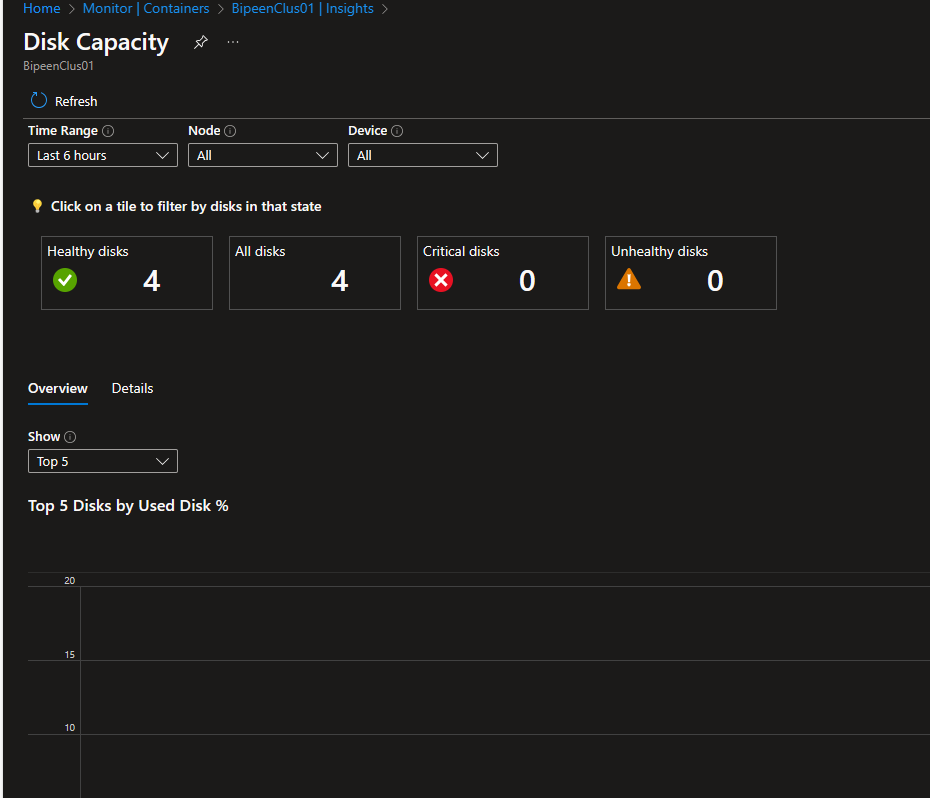 Home > Monitor | Containers > BipeenClus01 | Insights >
Disk Capacity ...
BipeenClus01
Refresh
Time Range Node Device
Last 6 hours All All
Click on a tile to filter by disks in that state
Healthy disks All disks Critical disks Unhealthy disks
4 4 0 0
Overview Details
Show
Top 5
Top 5 Disks by Used Disk %
20
15
10